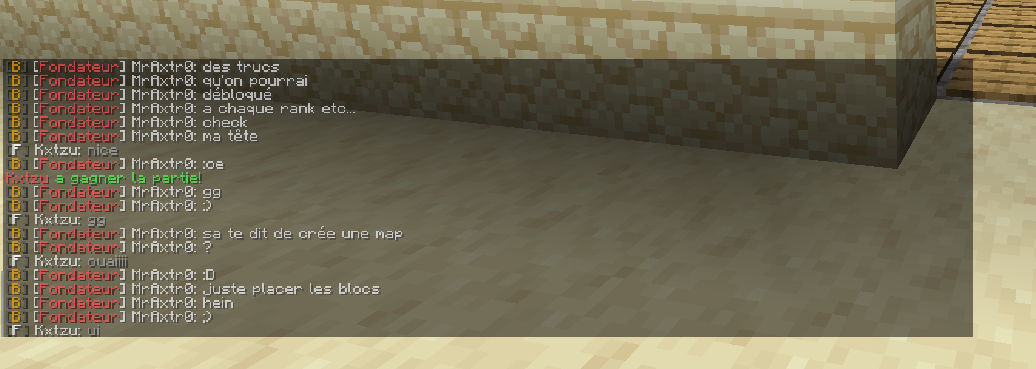 [B] [Fondateur] MrAxtr0: des trucs
[B] [Fondateur] MrAxtr0: qu'on pourrai
[B] [Fondateur] MrAxtr0: débloqué
[B] [Fondateur] MrAxtr0: a chaque rank etc...
[B] [Fondateur] MrAxtr0: check
[B] [Fondateur] MrAxtr0: ma tête
[F] Kxtzu: nice
[B] [Fondateur] MrAxtr0: :oe
Kxtzu a gagner la partie!
[B] [Fondateur] MrAxtr0: gg
[B] [Fondateur] MrAxtr0: :)
[F] Kxtzu: gg
[B] [Fondateur] MrAxtr0: sa te dit de crée une map
[B] [Fondateur] MrAxtr0: ?
[F] Kxtzu: ouaiiii
[B] [Fondateur] MrAxtr0: :D
[B] [Fondateur] MrAxtr0: juste placer les blocs
[B] [Fondateur] MrAxtr0: hein
[B] [Fondateur] MrAxtr0: ;)
[F] Kxtzu: ui